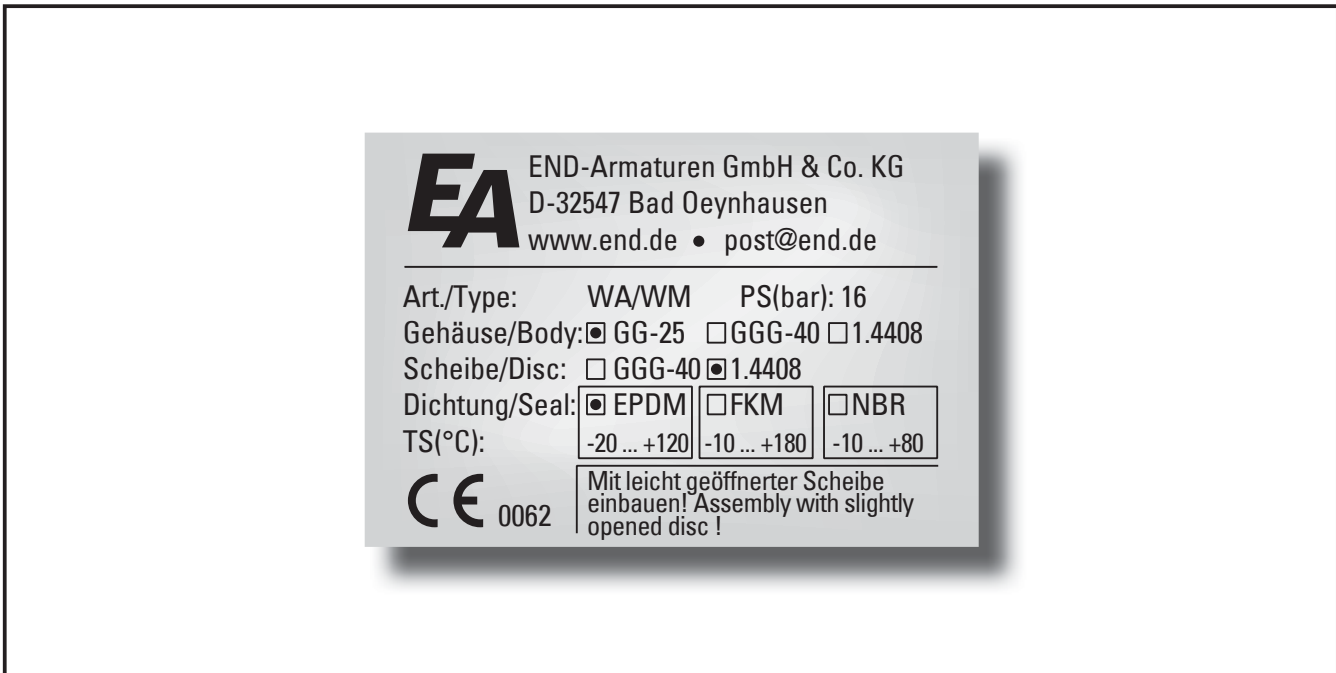 EA
END-Armaturen GmbH & Co. KG
D-32547 Bad Oeynhausen
www.end.de • post@end.de
Art./Type: WA/WM PS(bar): 16
Gehäuse/Body: GG-25 GGG-40 1.4408
Scheibe/Disc: GGG-40 1.4408
Dichtung/Seal: EPDM FKM NBR
TS(°C): -20 ... +120 -10 ... +180 -10 ... +80
CE 0062
Mit leicht geöffnerter Scheibe
einbauen! Assembly with slightly
opened disc !